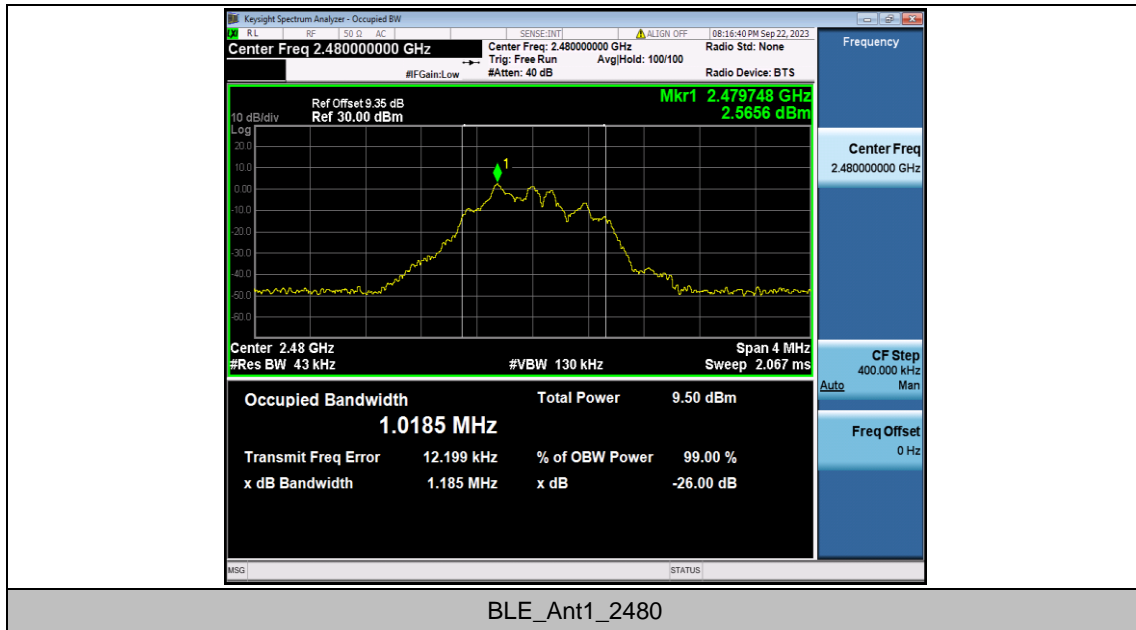 Keysight Spectrum Analyzer - Occupied BW
RL RF 50 Ω AC SENSE:INT ALIGN OFF 08:16:40 PM Sep 22, 2023
Center Freq 2.480000000 GHz
Center Freq: 2.480000000 GHz Radio Std: None
Trig: Free Run Avg|Hold: 100/100
#IFGain:Low #Atten: 40 dB Radio Device: BTS
Frequency
Mkr1 2.479748 GHz
2.5656 dBm
Ref Offset 9.35 dB
10 dB/div Ref 30.00 dBm
Log
20.0
10.0
0.00
-10.0
-20.0
-30.0
-40.0
-50.0
-60.0
1
Center 2.48 GHz Span 4 MHz
#Res BW 43 kHz #VBW 130 kHz Sweep 2.067 ms
Occupied Bandwidth Total Power 9.50 dBm
1.0185 MHz
Transmit Freq Error 12.199 kHz % of OBW Power 99.00 %
x dB Bandwidth 1.185 MHz x dB -26.00 dB
Center Freq
2.480000000 GHz
CF Step
400.000 kHz
Auto Man
Freq Offset
0 Hz
MSG STATUS
BLE_Ant1_2480